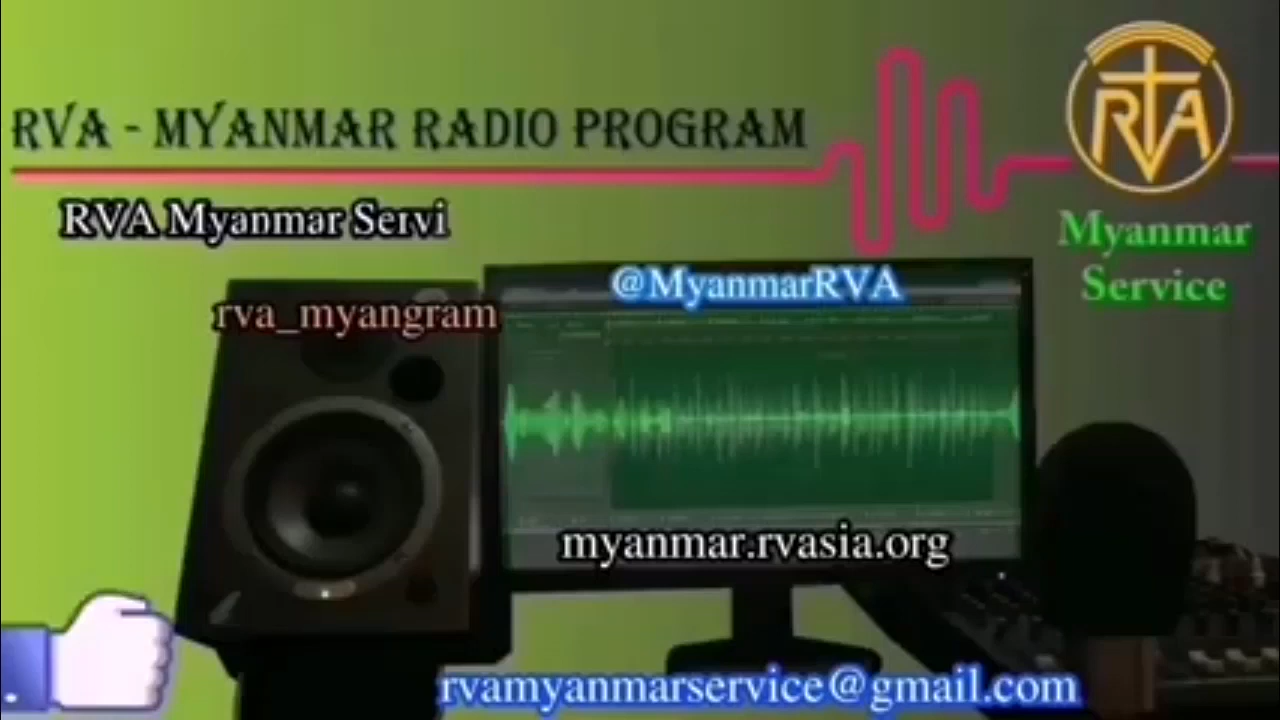 RVA - MYANMAR RADIO PROGRAM
RVA
Myanmar
Service
RVA Myanmar Servi
@MyanmarRVA
rva_myangram
myanmar.rvasia.org
rvamyanmarservice@gmail.com